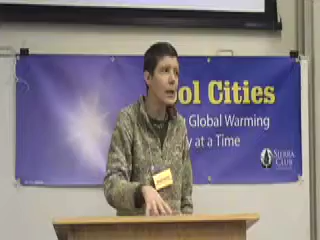 ol Cities
Global Warming
y at a Time
SIERRA
CLUB